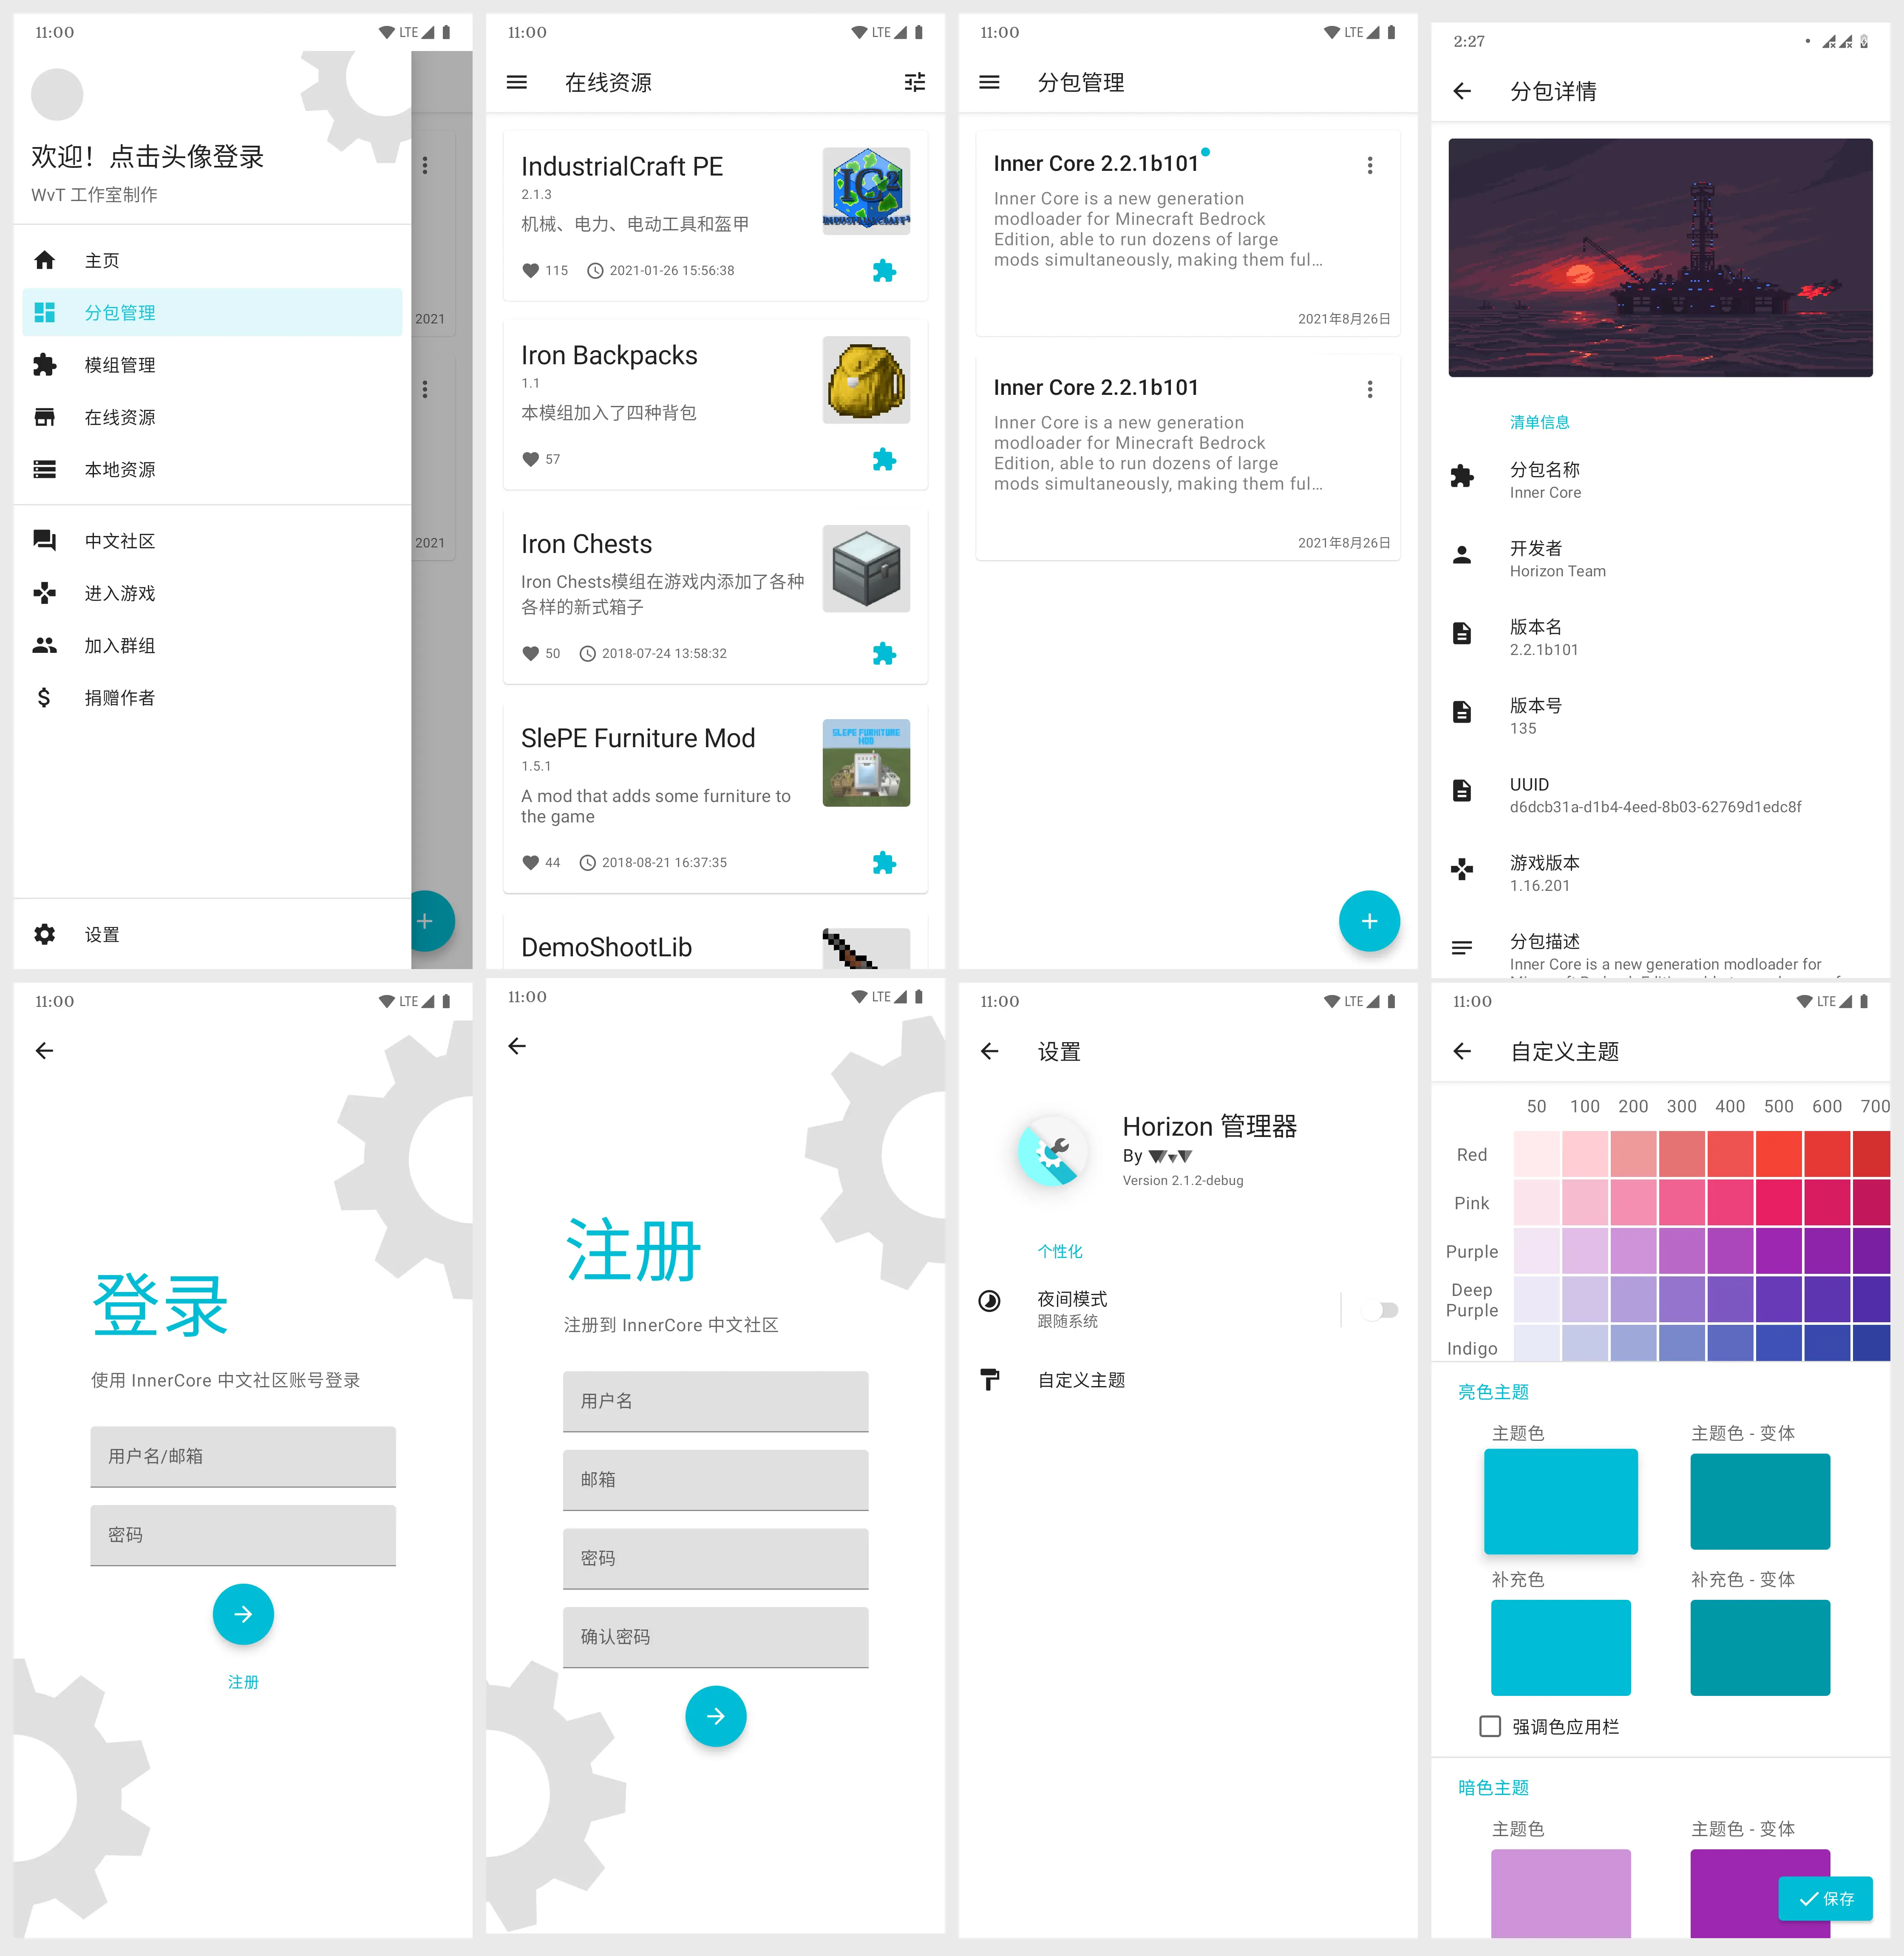 11:00
LTE
欢迎！点击头像登录
WvT 工作室制作
主页
分包管理
2021
模组管理
在线资源
本地资源
中文社区
2021
进入游戏
加入群组
捐赠作者
设置
11:00
LTE
在线资源
IndustrialCraft PE
2.1.3
机械、电力、电动工具和盔甲
IC2
INDUSTRIALCRAFT²
115
2021-01-26 15:56:38
Iron Backpacks
1.1
本模组加入了四种背包
57
Iron Chests
Iron Chests模组在游戏内添加了各种
各样的新式箱子
50
2018-07-24 13:58:32
SlePE Furniture Mod
1.5.1
A mod that adds some furniture to
the game
SLEPE FURNITURE
MOD
44
2018-08-21 16:37:35
DemoShootLib
11:00
LTE
分包管理
Inner Core 2.2.1b101
Inner Core is a new generation
modloader for Minecraft Bedrock
Edition, able to run dozens of large
mods simultaneously, making them ful…
2021年8月26日
Inner Core 2.2.1b101
Inner Core is a new generation
modloader for Minecraft Bedrock
Edition, able to run dozens of large
mods simultaneously, making them ful…
2021年8月26日
2:27
分包详情
清单信息
分包名称
Inner Core
开发者
Horizon Team
版本名
2.2.1b101
版本号
135
UUID
d6dcb31a-d1b4-4eed-8b03-62769d1edc8f
游戏版本
1.16.201
分包描述
Inner Core is a new generation modloader for
11:00
LTE
登录
使用 InnerCore 中文社区账号登录
用户名/邮箱
密码
注册
11:00
LTE
注册
注册到 InnerCore 中文社区
用户名
邮箱
密码
确认密码
11:00
LTE
设置
Horizon 管理器
By WvT
Version 2.1.2-debug
个性化
夜间模式
跟随系统
自定义主题
11:00
LTE
自定义主题
50 100 200 300 400 500 600 700
Red
Pink
Purple
Deep
Purple
Indigo
亮色主题
主题色
主题色 - 变体
补充色
补充色 - 变体
强调色应用栏
暗色主题
主题色
主题色 - 变体
保存